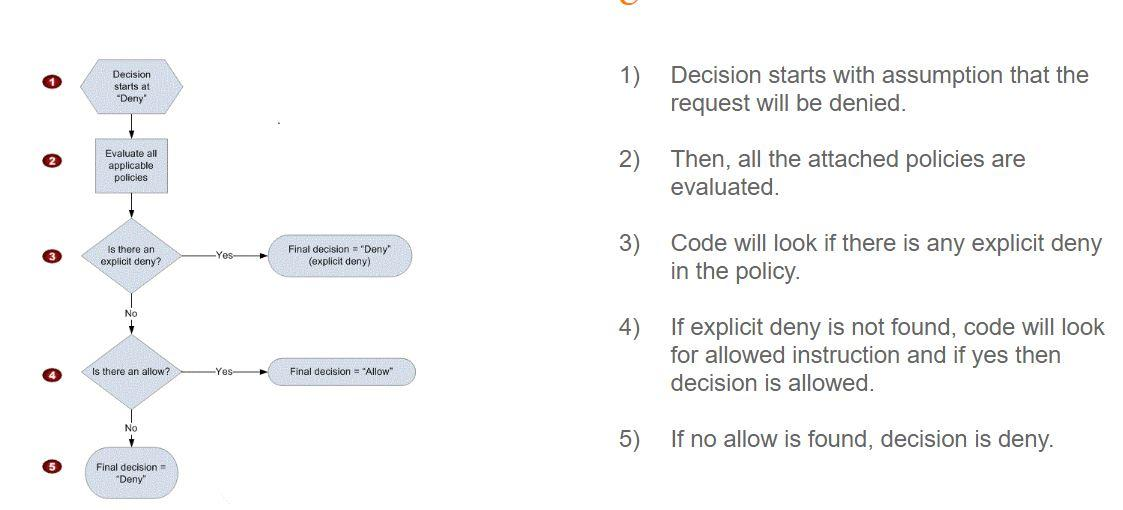 1
Decision
starts at
"Deny"
2
Evaluate all
applicable
policies
3
Is there an
explicit deny?
Yes
Final decision = "Deny"
(explicit deny)
No
4
Is there an allow?
Yes
Final decision = "Allow"
No
5
Final decision =
"Deny"
1) Decision starts with assumption that the
request will be denied.
2) Then, all the attached policies are
evaluated.
3) Code will look if there is any explicit deny
in the policy.
4) If explicit deny is not found, code will look
for allowed instruction and if yes then
decision is allowed.
5) If no allow is found, decision is deny.